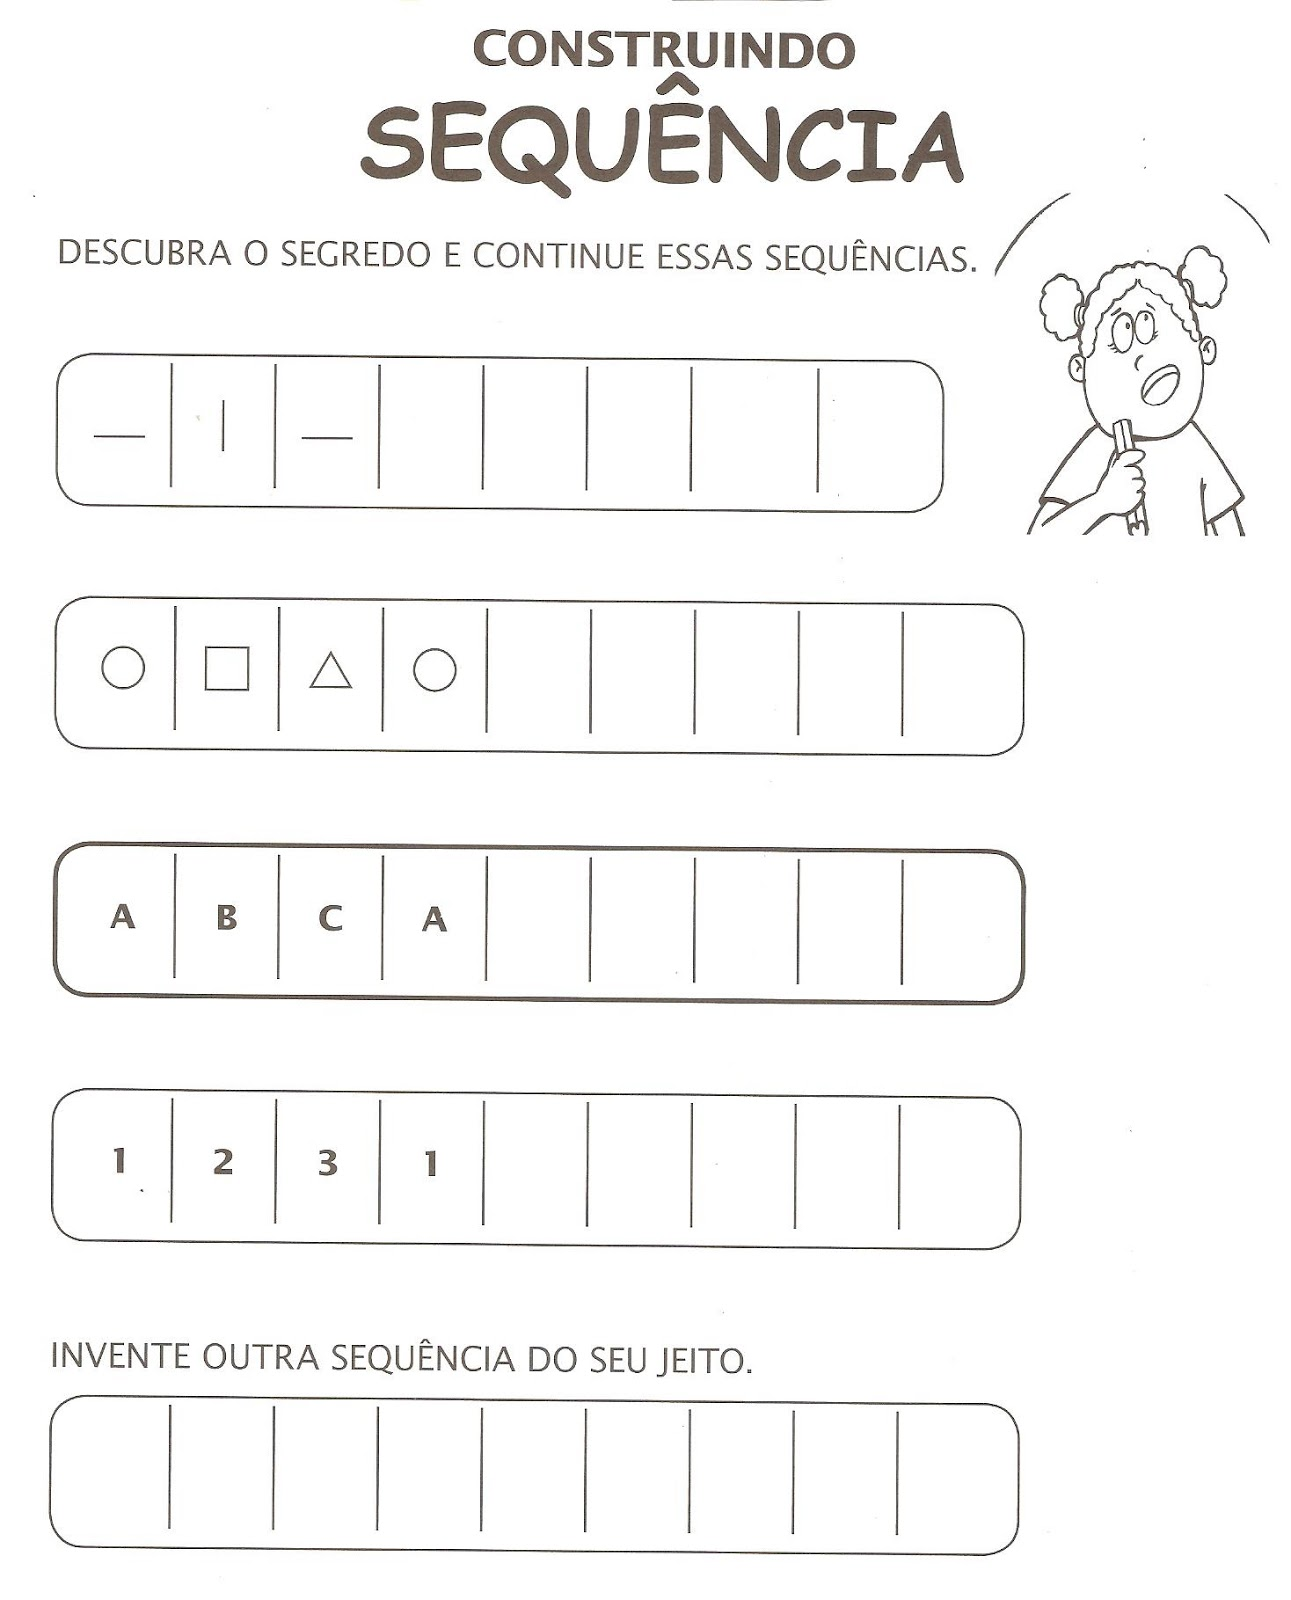 CONSTRUINDO
SEQUÊNCIA
DESCUBRA O SEGREDO E CONTINUE ESSAS SEQUÊNCIAS.
A B C A
1 2 3 1
INVENTE OUTRA SEQUÊNCIA DO SEU JEITO.